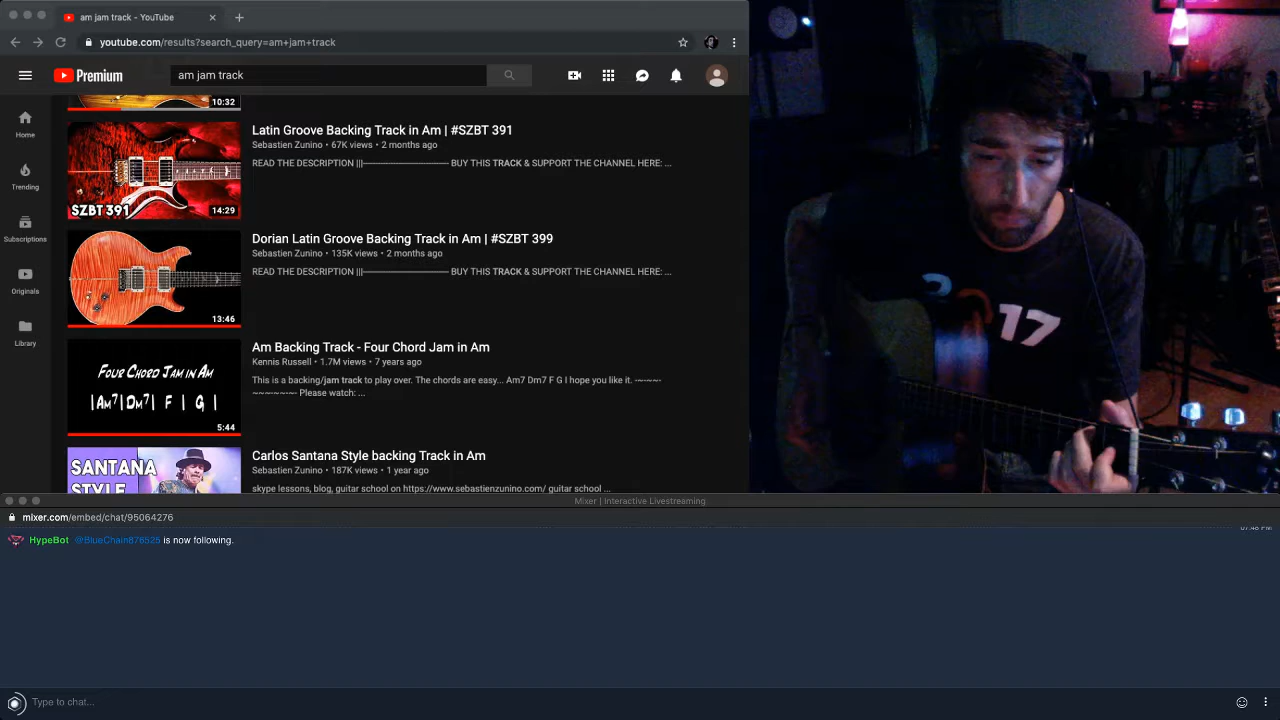 am jam track - YouTube
youtube.com/results?search_query=am+jam+track
Premium
am jam track
10:32
Home
Trending
Subscriptions
Originals
Library
SZBT 391
14:29
Latin Groove Backing Track in Am | #SZBT 391
Sebastien Zunino • 67K views • 2 months ago
READ THE DESCRIPTION |||-------------------------------- BUY THIS TRACK & SUPPORT THE CHANNEL HERE: ...
13:46
Dorian Latin Groove Backing Track in Am | #SZBT 399
Sebastien Zunino • 135K views • 2 months ago
READ THE DESCRIPTION |||-------------------------------- BUY THIS TRACK & SUPPORT THE CHANNEL HERE: ...
FOUR CHORD JAM IN AM
| AM7 | DM7 | F | G |
5:44
Am Backing Track - Four Chord Jam in Am
Kennis Russell • 1.7M views • 7 years ago
This is a backing/jam track to play over. The chords are easy... Am7 Dm7 F G I hope you like it. -~-~~-
~~~-~~-~- Please watch: ...
SANTANA
STYLE
Carlos Santana Style backing Track in Am
Sebastien Zunino • 187K views • 1 year ago
skype lessons, blog, guitar school on https://www.sebastienzunino.com/ guitar school ...
17
Mixer | Interactive Livestreaming
mixer.com/embed/chat/95064276
07:48 PM
HypeBot @BlueChain876525 is now following.
Type to chat...